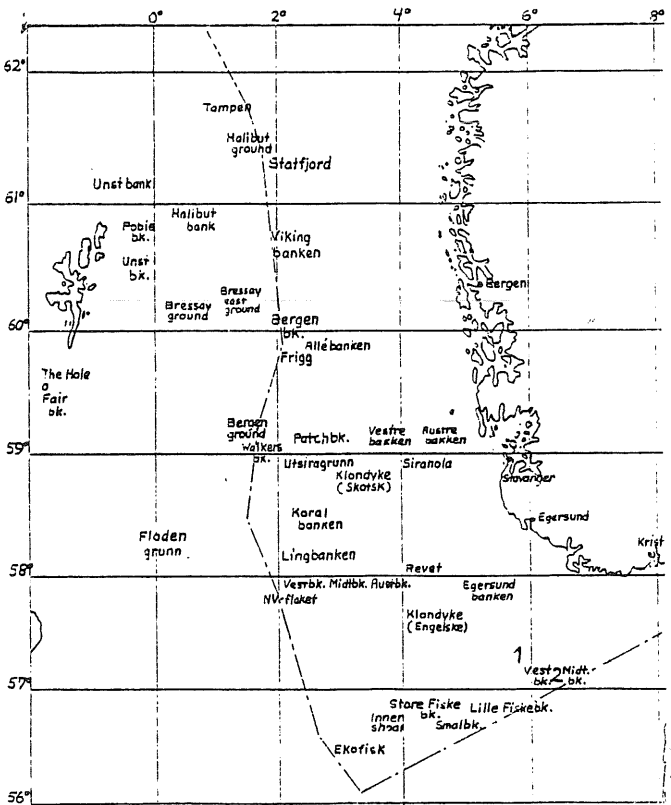 0° 2° 4° 6° 8°
62°
Tampen
Halibut
ground
Statfjord
Unst bank
61°
Halibut
bank
Pobie
bk.
Viking
banken
Unst
bk.
Bergen
Bressay
ground
Bressay
east
ground
60°
Bergen
bk.
Allébanken
Frigg
The Hole
o
Fair
bk.
Bergen
ground
Walkers
bk.
Patchbk.
Vestre
bakken
Austre
bakken
59°
Utsiragrunn
Siranola
Klondyke
(Skotsk)
Stavanger
Koral
banken
Egersund
Fladen
grunn
Lingbanken
Krist
Revet
58°
Vestbk. Midtbk. Austbk.
Egersund
banken
Klondyke
(Engelske)
1
Vest
bk.
2
Midt.
bk.
57°
Store Fiske
bk.
Lille Fiskebk.
Innen
shoal
Smalbk.
Ekofisk
56°